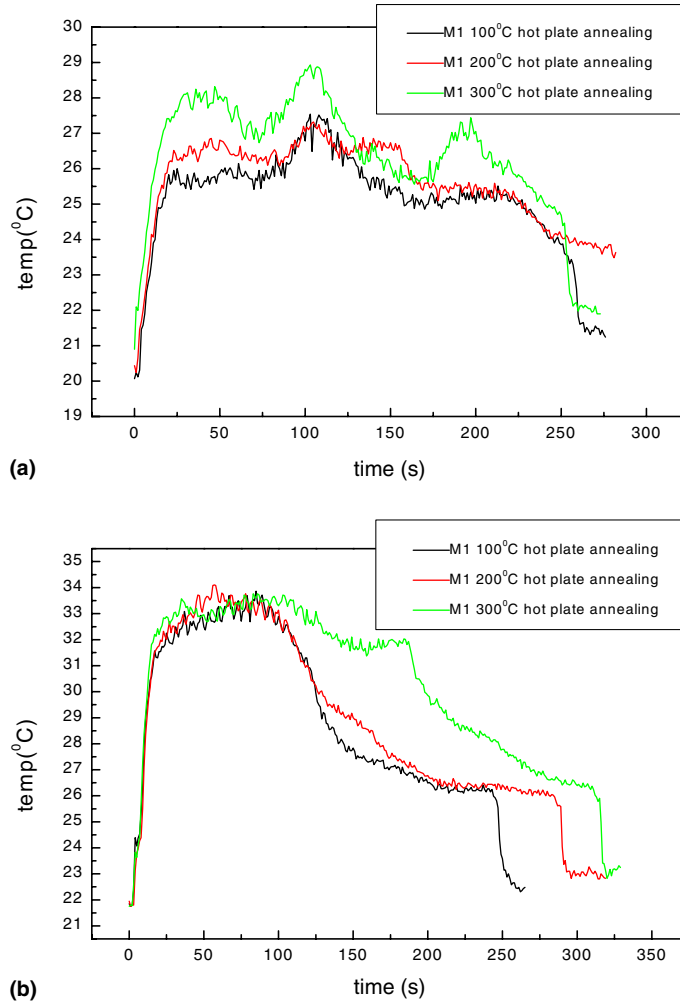 30
29
28
27
26
25
24
23
22
21
20
19
temp(⁰C)
M1 100⁰C hot plate annealing
M1 200⁰C hot plate annealing
M1 300⁰C hot plate annealing
0 50 100 150 200 250 300
(a)
time (s)
35
34
33
32
31
30
29
28
27
26
25
24
23
22
21
temp(⁰C)
M1 100⁰C hot plate annealing
M1 200⁰C hot plate annealing
M1 300⁰C hot plate annealing
0 50 100 150 200 250 300 350
(b)
time (s)